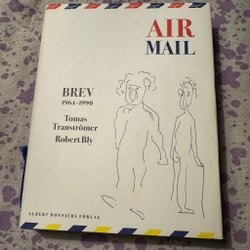 AIR
MAIL
BREV
1964-1990
Tomas
Tranströmer
Robert Bly
ALBERT BONNIERS FÖRLAG